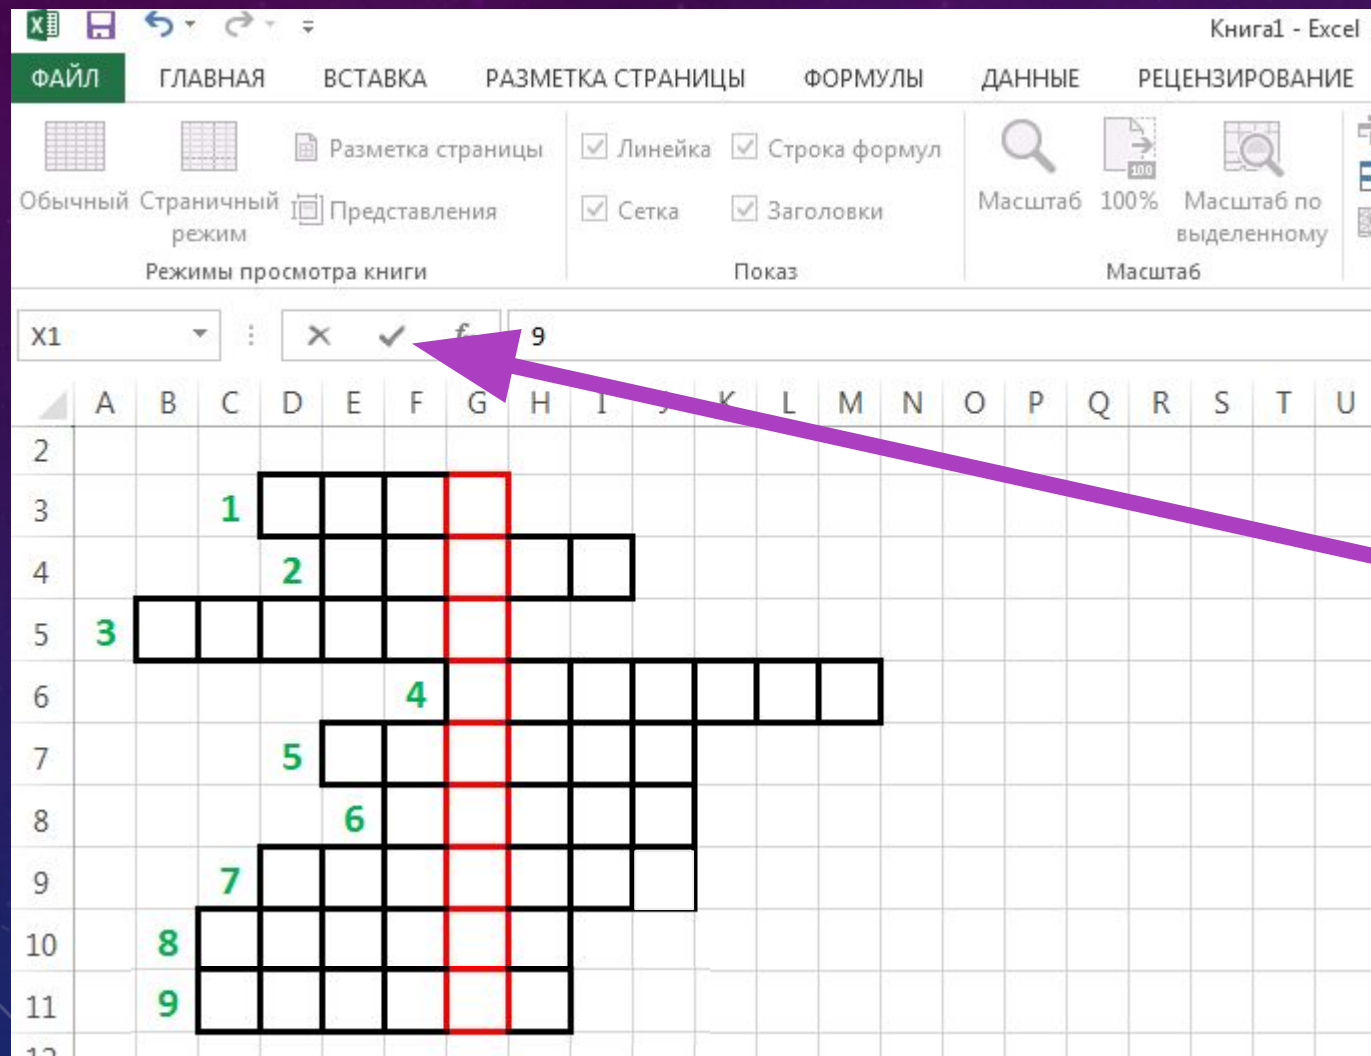 Книга1 - Excel
ФАЙЛ ГЛАВНАЯ ВСТАВКА РАЗМЕТКА СТРАНИЦЫ ФОРМУЛЫ ДАННЫЕ РЕЦЕНЗИРОВАНИЕ
Обычный
Страничный режим
Разметка страницы
Представления
Режимы просмотра книги
Линейка
Строка формул
Сетка
Заголовки
Показ
Масштаб
100
100%
Масштаб по
выделенному
Масштаб
X1 9
A B C D E F G H I K L M N O P Q R S T U
2
3 1
4 2
5 3
6 4
7 5
8 6
9 7
10 8
11 9